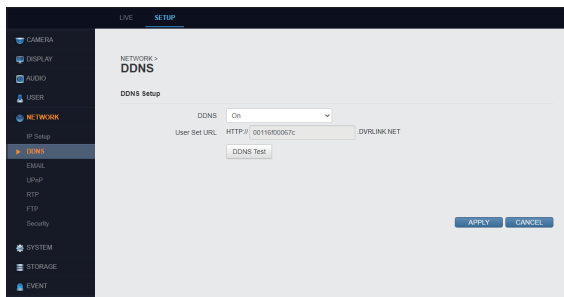 LIVE SETUP
CAMERA
DISPLAY
AUDIO
USER
NETWORK
IP Setup
DDNS
EMAIL
UPnP
RTP
FTP
Security
SYSTEM
STORAGE
EVENT
NETWORK >
DDNS
DDNS Setup
DDNS On
User Set URL HTTP:// 00115f00067c .DVRLINK.NET
DDNS Test
APPLY CANCEL